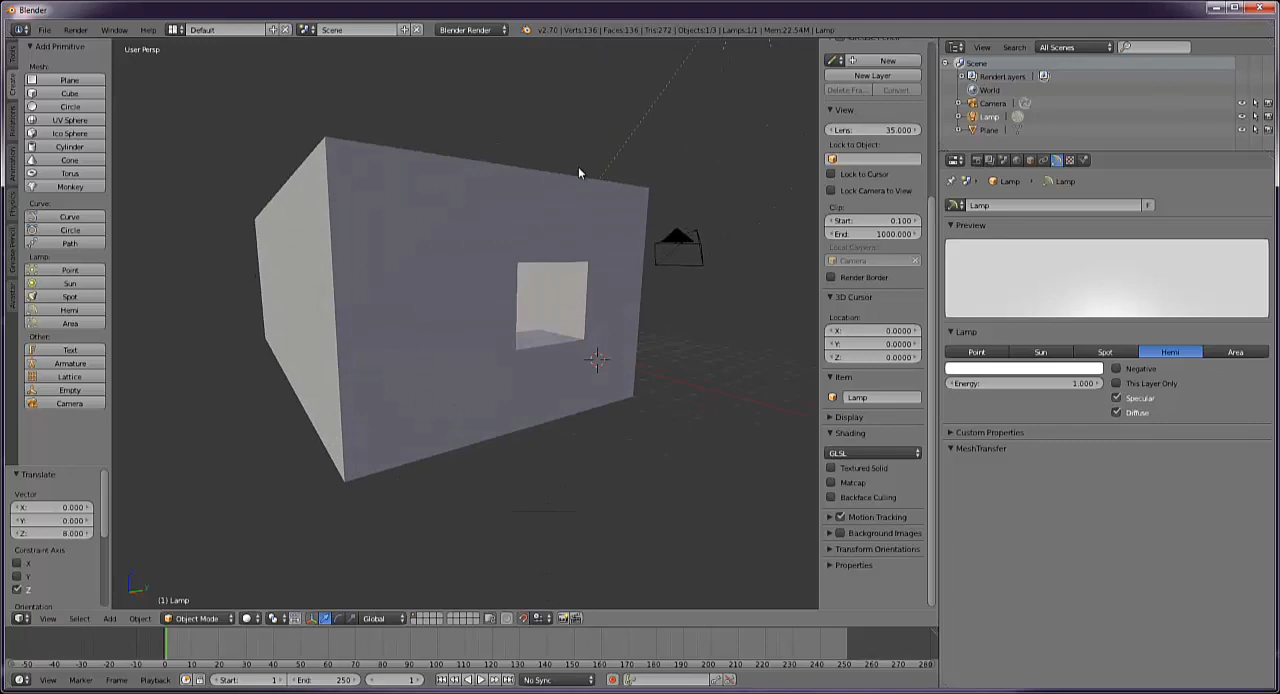 Blender
File Render Window Help Default Scene Blender Render v2.70 | Verts:136 | Faces:136 | Tris:272 | Objects:1/3 | Lamps:1/1 | Mem:22.54M | Lamp
Tools
Create
Relations
Animation
Physics
Grease Pencil
Avastar
Add Primitive
Mesh:
Plane
Cube
Circle
UV Sphere
Ico Sphere
Cylinder
Cone
Torus
Monkey
Curve:
Curve
Circle
Path
Lamp:
Point
Sun
Spot
Hemi
Area
Other:
Text
Armature
Lattice
Empty
Camera
Translate
Vector
X: 0.000
Y: 0.000
Z: 8.000
Constraint Axis
X
Y
Z
Orientation
User Persp
(1) Lamp
New
New Layer
Delete Fra... Convert
View
Lens: 35.000
Lock to Object:
Lock to Cursor
Lock Camera to View
Clip:
Start: 0.100
End: 1000.000
Local Camera:
Camera
Render Border
3D Cursor
Location:
X: 0.0000
Y: 0.0000
Z: 0.0000
Item
Lamp
Display
Shading
GLSL
Textured Solid
Matcap
Backface Culling
Motion Tracking
Background Images
Transform Orientations
Properties
View Search All Scenes
Scene
RenderLayers
World
Camera
Lamp
Plane
Lamp Lamp
Lamp F
Preview
Lamp
Point Sun Spot Hemi Area
Negative
Energy: 1.000 This Layer Only
Specular
Diffuse
Custom Properties
MeshTransfer
View Select Add Object Object Mode Global
-50 -40 -30 -20 -10 0 10 20 30 40 50 60 70 80 90 100 110 120 130 140 150 160 170 180 190 200 210 220 230 240 250 260 270 280
View Marker Frame Playback Start: 1 End: 250 1 No Sync